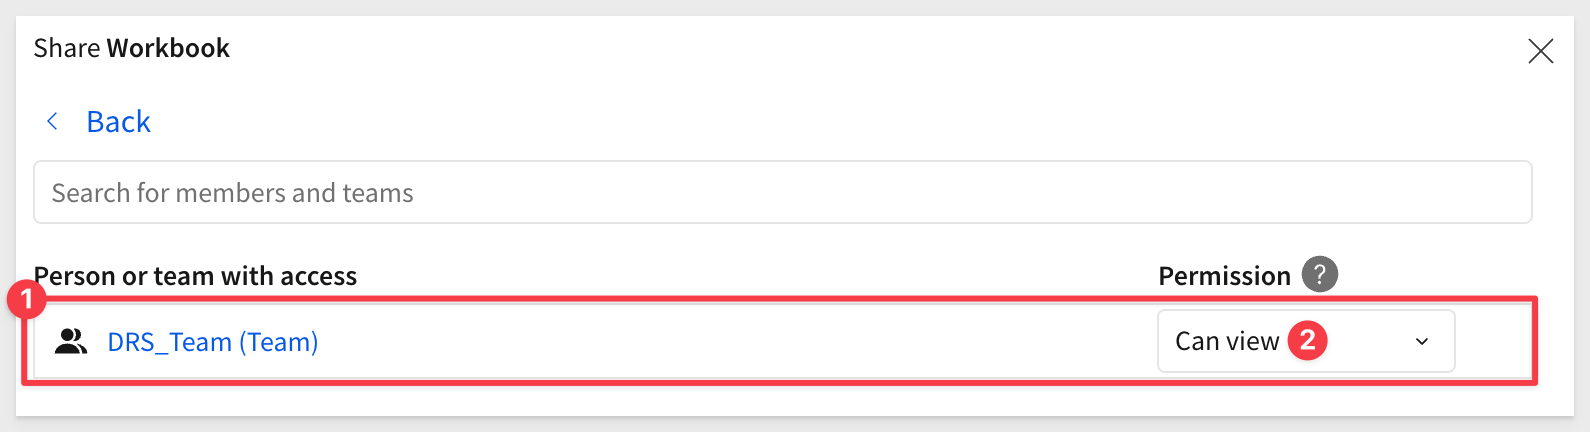 Share Workbook
Back
Search for members and teams
Person or team with access Permission ?
1
DRS_Team (Team) Can view 2